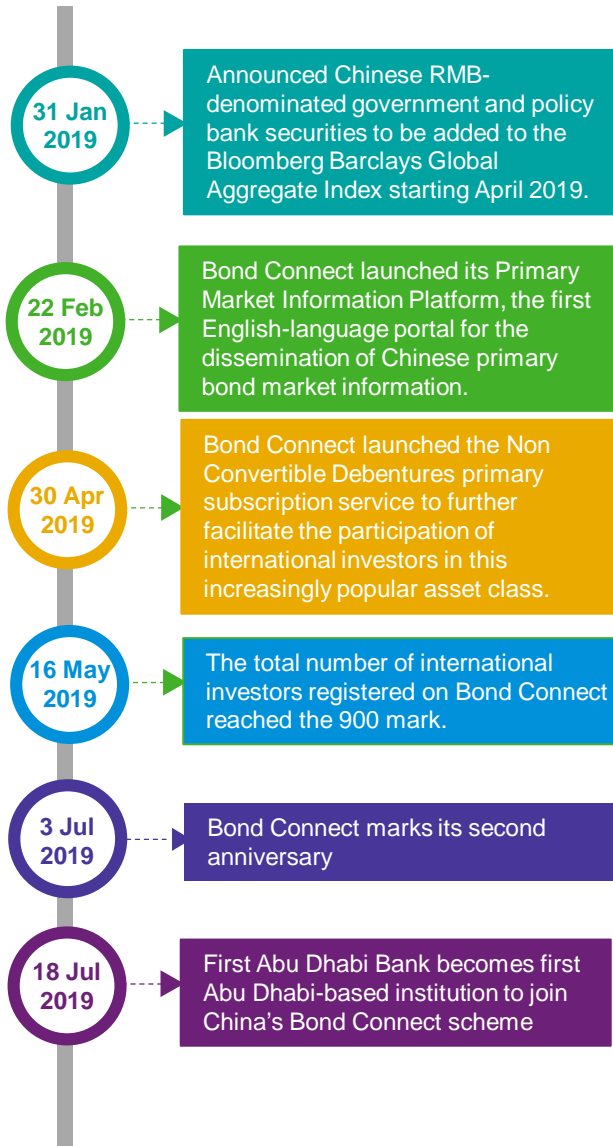 31 Jan
2019
Announced Chinese RMB-
denominated government and policy
bank securities to be added to the
Bloomberg Barclays Global
Aggregate Index starting April 2019.
22 Feb
2019
Bond Connect launched its Primary
Market Information Platform, the first
English-language portal for the
dissemination of Chinese primary
bond market information.
30 Apr
2019
Bond Connect launched the Non
Convertible Debentures primary
subscription service to further
facilitate the participation of
international investors in this
increasingly popular asset class.
16 May
2019
The total number of international
investors registered on Bond Connect
reached the 900 mark.
3 Jul
2019
Bond Connect marks its second
anniversary
18 Jul
2019
First Abu Dhabi Bank becomes first
Abu Dhabi-based institution to join
China's Bond Connect scheme